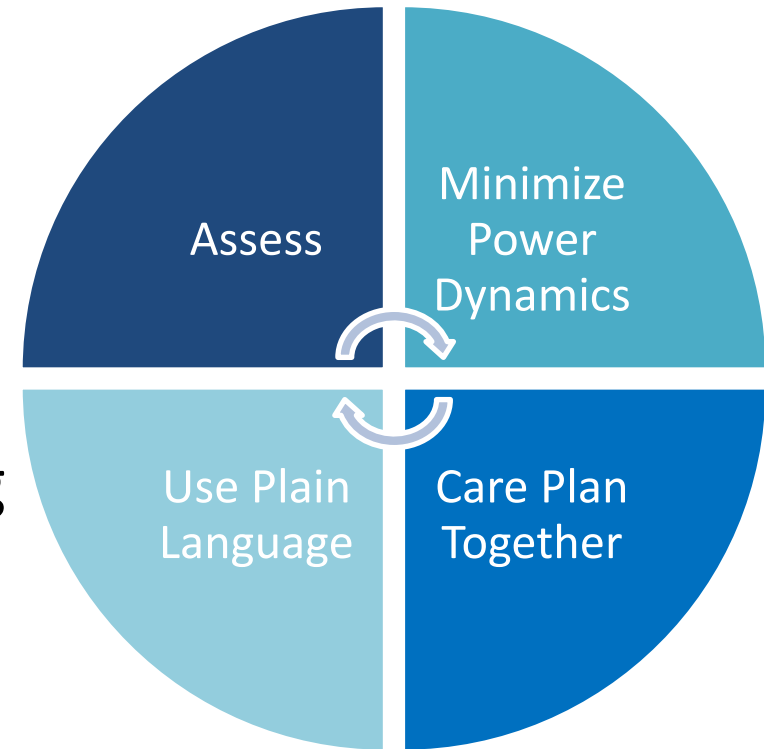 Assess
Minimize
Power
Dynamics
g
Use Plain
Language
Care Plan
Together